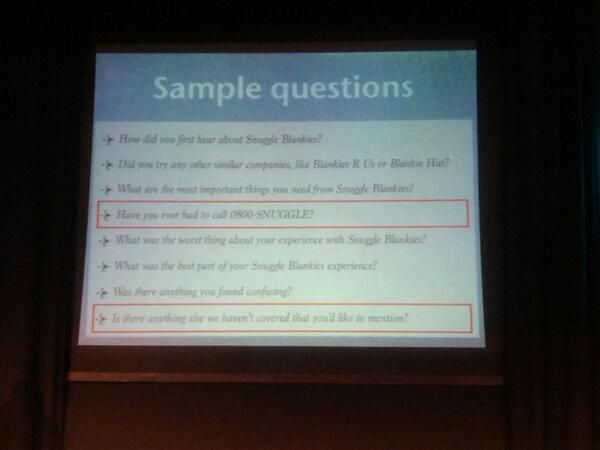 Sample questions
How did you first hear about Snuggle Blankies?
Did you try any other similar companies, like Blankies R Us or Blankie Hut?
What are the most important things you need from Snuggle Blankies?
Have you ever had to call 0800-SNUGGLE?
What was the worst thing about your experience with Snuggle Blankies?
What was the best part of your Snuggle Blankies experience?
Was there anything you found confusing?
Is there anything else we haven't covered that you'd like to mention?